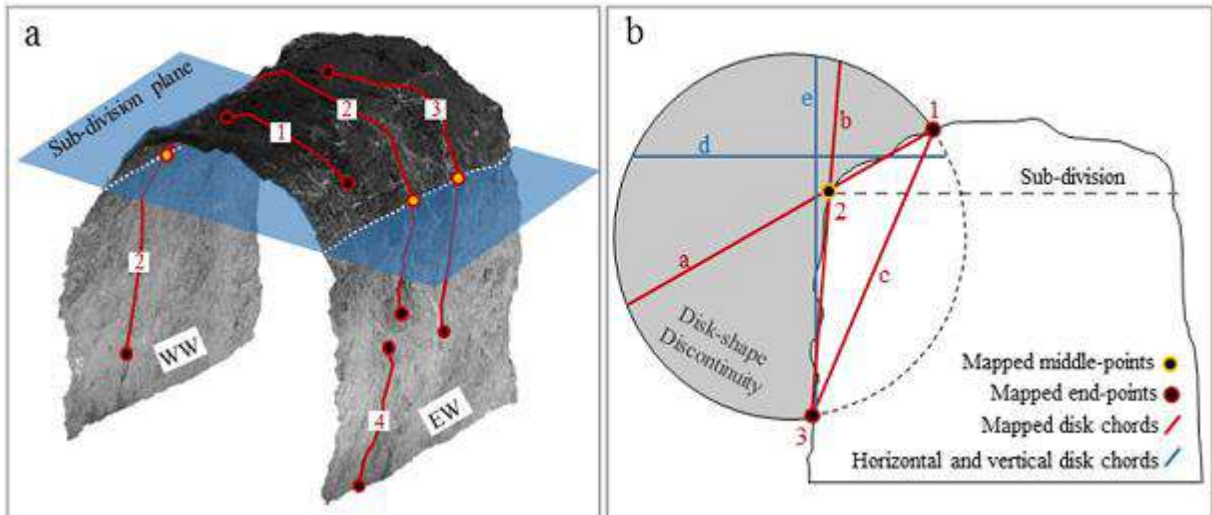 a
Sub-division plane
1
2
3
2
4
WW
EW
b
1
e
b
d
Sub-division
2
a
c
Disk-shape
Discontinuity
3
Mapped middle-points
Mapped end-points
Mapped disk chords
Horizontal and vertical disk chords